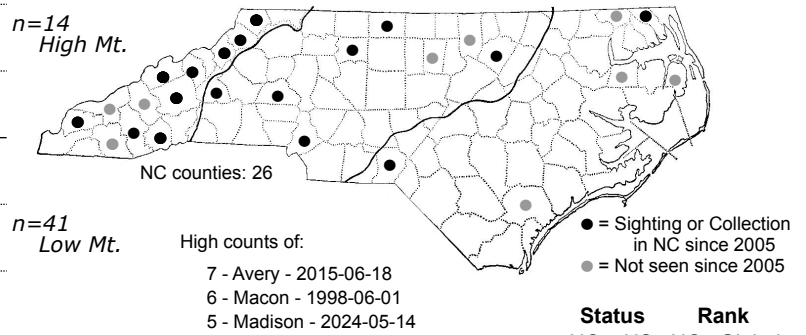 n=14
High Mt.
NC counties: 26
n=41
Low Mt.
High counts of:
7 - Avery - 2015-06-18
6 - Macon - 1998-06-01
5 - Madison - 2024-05-14
= Sighting or Collection
in NC since 2005
= Not seen since 2005
Status Rank